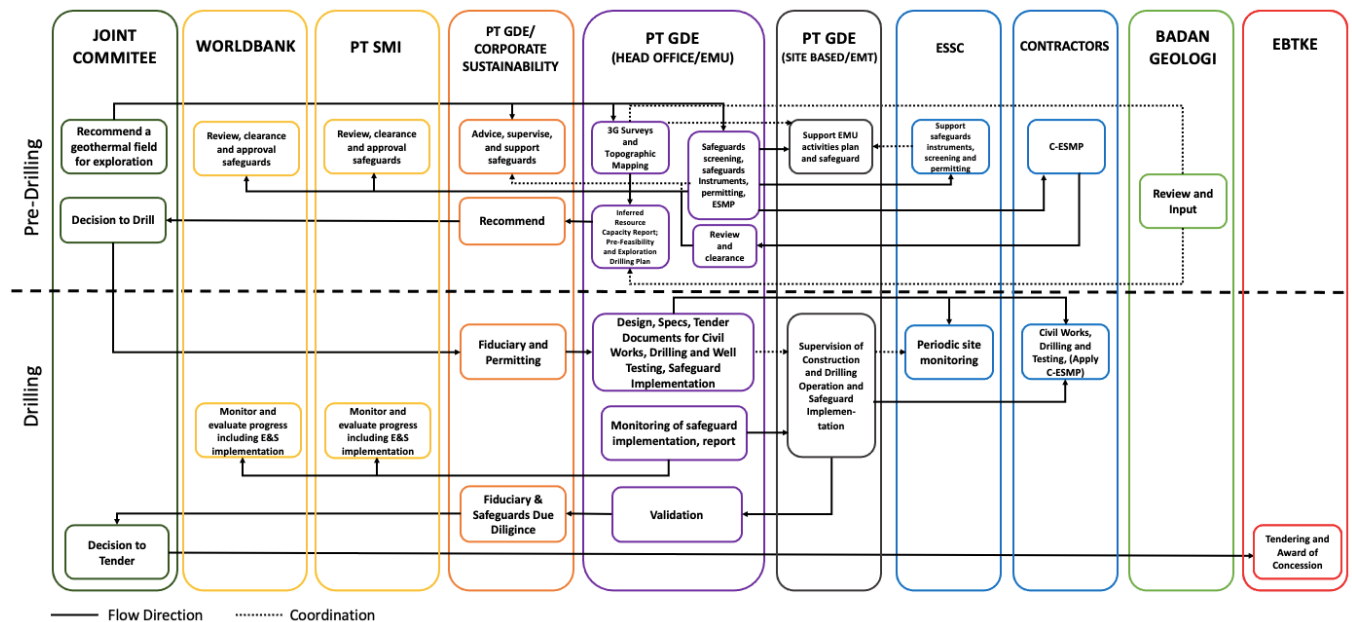 JOINT
COMMITEE
WORLDBANK
PT SMI
PT GDE/
CORPORATE
SUSTAINABILITY
PT GDE
(HEAD OFFICE/EMU)
PT GDE
(SITE BASED/EMT)
ESSC
CONTRACTORS
BADAN
GEOLOGI
EBTKE
Pre-Drilling
Recommend a
geothermal field
for exploration
Review, clearance
and approval
safeguards
Review, clearance
and approval
safeguards
Advice, supervise,
and support
safeguards
3G Surveys
and
Topographic
Mapping
Safeguards
screening,
safeguards
Instruments,
permitting,
ESMP
Support EMU
activities plan
and safeguard
Support
safeguards
instruments,
screening and
permitting
C-ESMP
Review and
Input
Decision to Drill
Recommend
Inferred
Resource
Capacity Report;
Pre-Feasibility
and Exploration
Drilling Plan
Review
and
clearance
Drilling
Fiduciary and
Permitting
Design, Specs, Tender
Documents for Civil
Works, Drilling and Well
Testing, Safeguard
Implementation
Supervision of
Construction
and Drilling
Operation and
Safeguard
Implemen-
tation
Periodic site
monitoring
Civil Works,
Drilling and
Testing, (Apply
C-ESMP)
Monitor and
evaluate progress
including E&S
implementation
Monitor and
evaluate progress
including E&S
implementation
Monitoring of safeguard
implementation, report
Fiduciary &
Safeguards Due
Diligince
Validation
Decision to
Tender
Tendering and
Award of
Concession
Flow Direction
Coordination